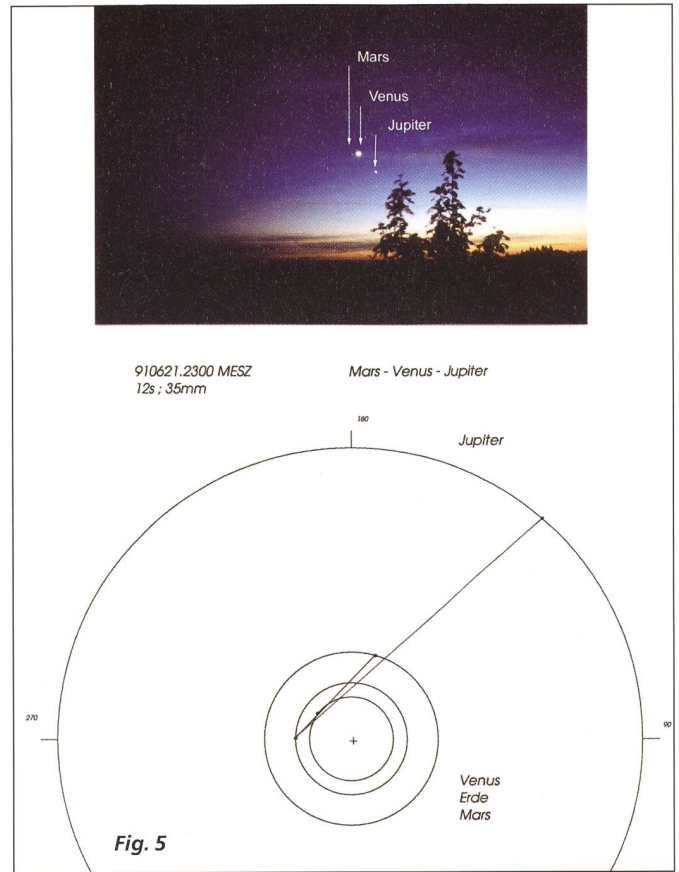 Mars
Venus
Jupiter
910621.2300 MESZ
Mars - Venus - Jupiter
12s ; 35mm
180
Jupiter
270
90
Venus
Erde
Mars
Fig. 5